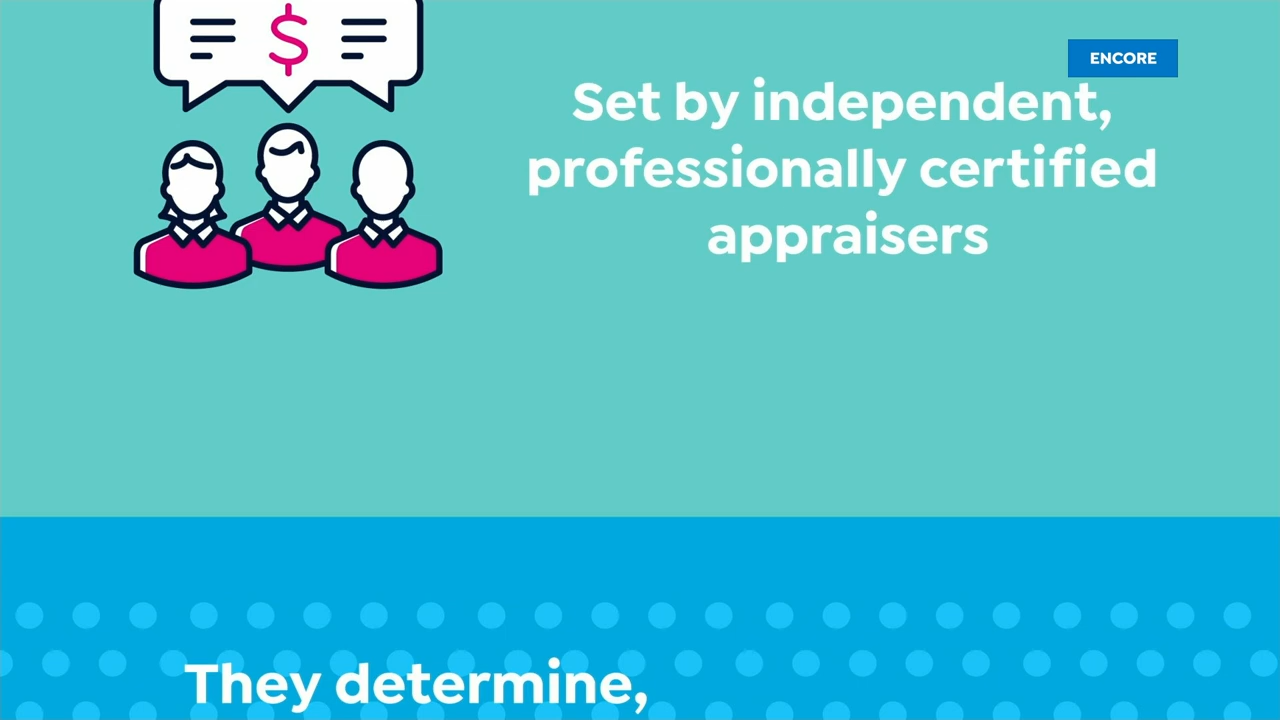 $
ENCORE
Set by independent,
professionally certified
appraisers
They determine,